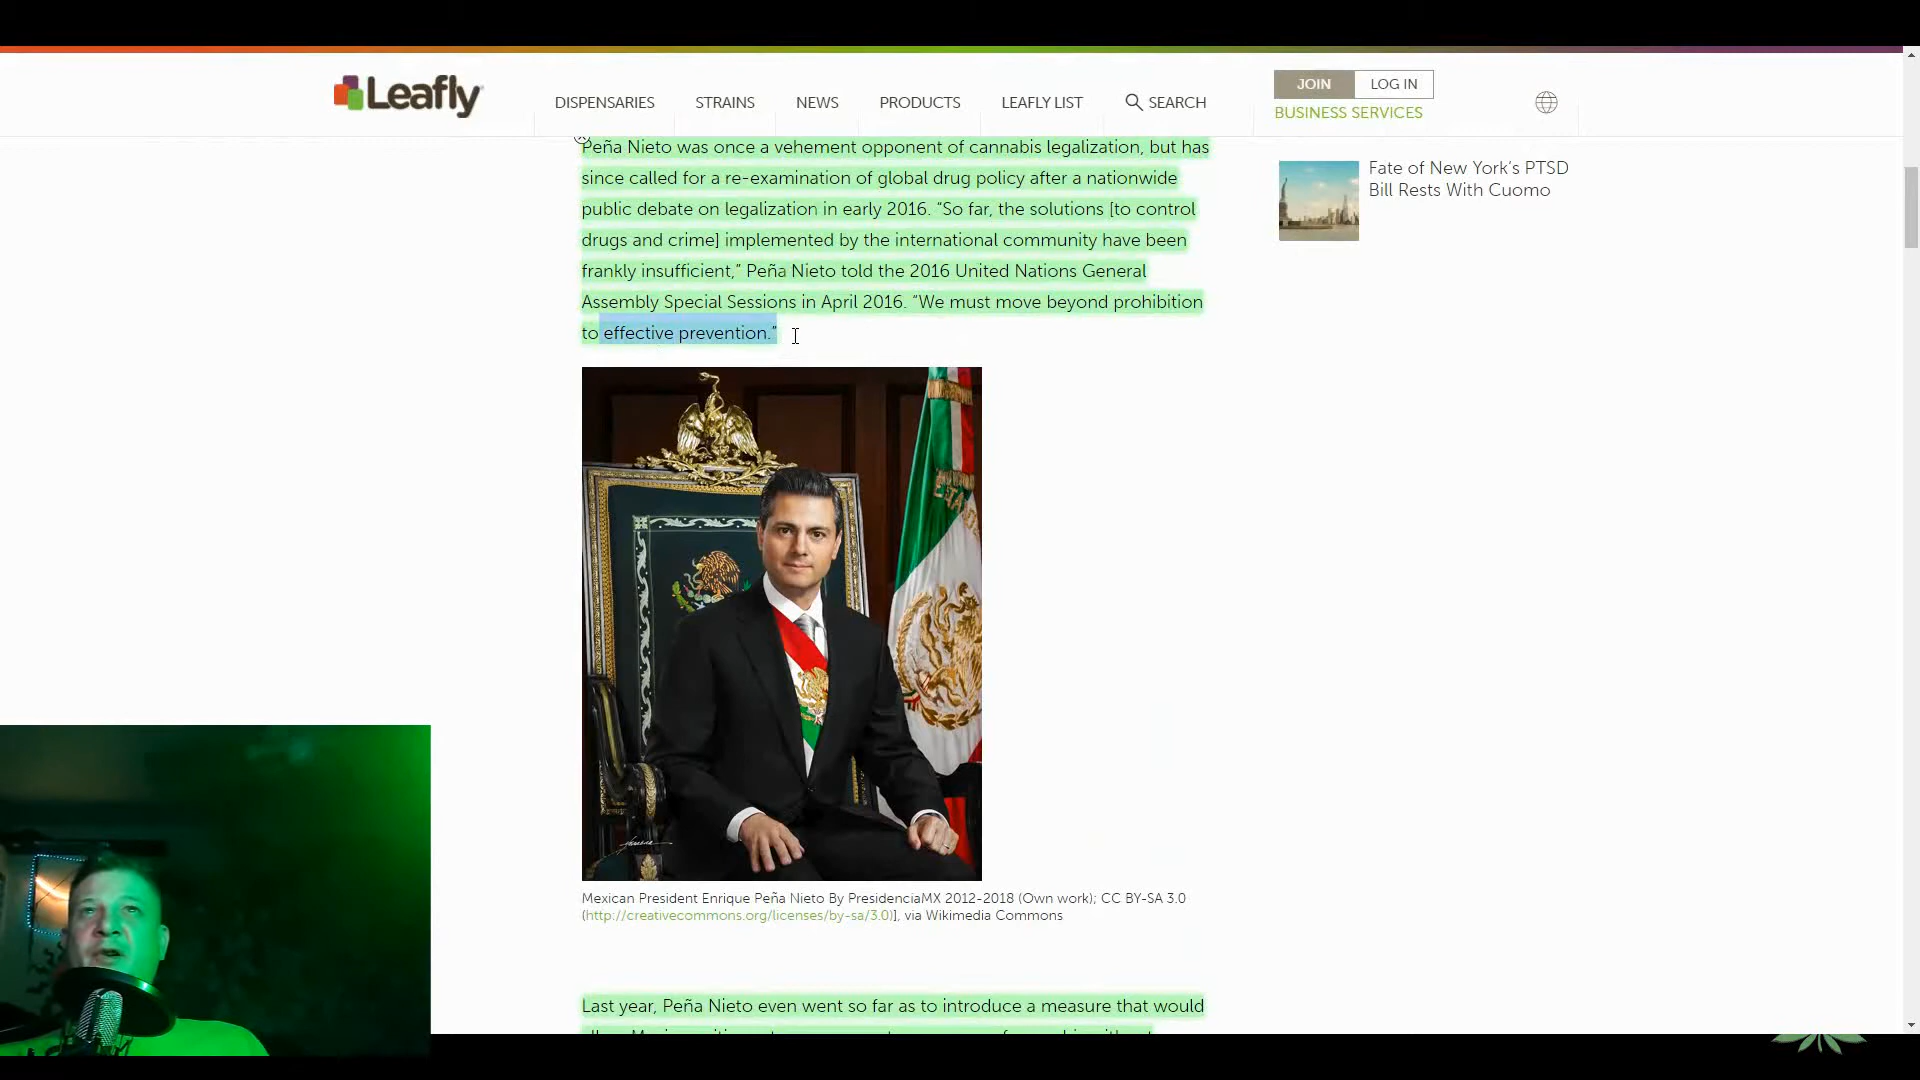 Leafly
DISPENSARIES
STRAINS
NEWS
PRODUCTS
LEAFLY LIST
SEARCH
JOIN
LOG IN
BUSINESS SERVICES
Peña Nieto was once a vehement opponent of cannabis legalization, but has
since called for a re-examination of global drug policy after a nationwide
public debate on legalization in early 2016. “So far, the solutions [to control
drugs and crime] implemented by the international community have been
frankly insufficient,” Peña Nieto told the 2016 United Nations General
Assembly Special Sessions in April 2016. “We must move beyond prohibition
to effective prevention.”
Fate of New York’s PTSD
Bill Rests With Cuomo
Mexican President Enrique Peña Nieto By PresidenciaMX 2012-2018 (Own work); CC BY-SA 3.0
(http://creativecommons.org/licenses/by-sa/3.0)], via Wikimedia Commons
Last year, Peña Nieto even went so far as to introduce a measure that would